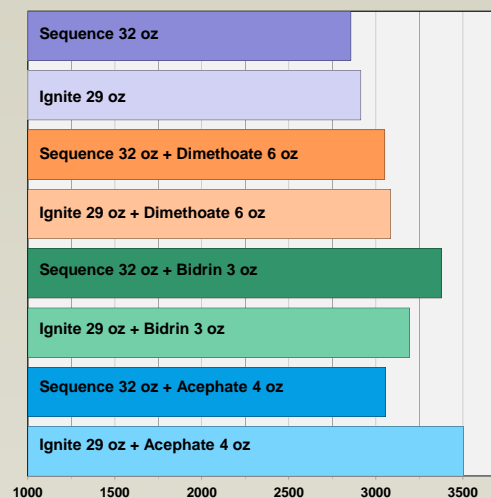 Sequence 32 oz
Ignite 29 oz
Sequence 32 oz + Dimethoate 6 oz
Ignite 29 oz + Dimethoate 6 oz
Sequence 32 oz + Bidrin 3 oz
Ignite 29 oz + Bidrin 3 oz
Sequence 32 oz + Acephate 4 oz
Ignite 29 oz + Acephate 4 oz
1000 1500 2000 2500 3000 3500